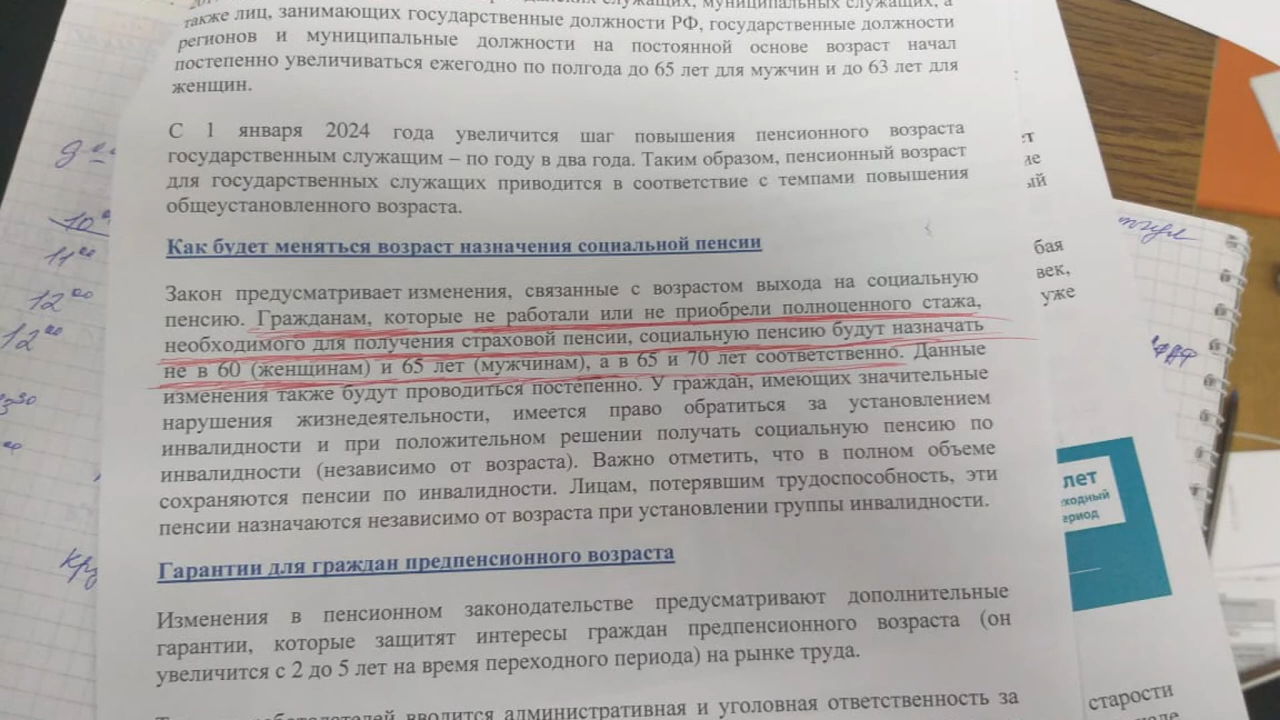 служащих, муниципальных служащих, а
также лиц, занимающих государственные должности РФ, государственные должности
регионов и муниципальные должности на постоянной основе возраст начал
постепенно увеличиваться ежегодно по полгода до 65 лет для мужчин и до 63 лет для
женщин.
С 1 января 2024 года увеличится шаг повышения пенсионного возраста
государственным служащим – по году в два года. Таким образом, пенсионный возраст
для государственных служащих приводится в соответствие с темпами повышения
общеустановленного возраста.
Как будет меняться возраст назначения социальной пенсии
Закон предусматривает изменения, связанные с возрастом выхода на социальную
пенсию. Гражданам, которые не работали или не приобрели полноценного стажа,
необходимого для получения страховой пенсии, социальную пенсию будут назначать
не в 60 (женщинам) и 65 лет (мужчинам), а в 65 и 70 лет соответственно. Данные
изменения также будут проводиться постепенно. У граждан, имеющих значительные
нарушения жизнедеятельности, имеется право обратиться за установлением
инвалидности и при положительном решении получать социальную пенсию по
инвалидности (независимо от возраста). Важно отметить, что в полном объеме
сохраняются пенсии по инвалидности. Лицам, потерявшим трудоспособность, эти
пенсии назначаются независимо от возраста при установлении группы инвалидности.
Гарантии для граждан предпенсионного возраста
Изменения в пенсионном законодательстве предусматривают дополнительные
гарантии, которые защитят интересы граждан предпенсионного возраста (он
увеличится с 2 до 5 лет на время переходного периода) на рынке труда.
вводится административная и уголовная ответственность за
10⁰⁰
11⁰⁰
12⁰⁰
12⁰⁰
бая
век,
уже
лет
ходный
ериод
старости